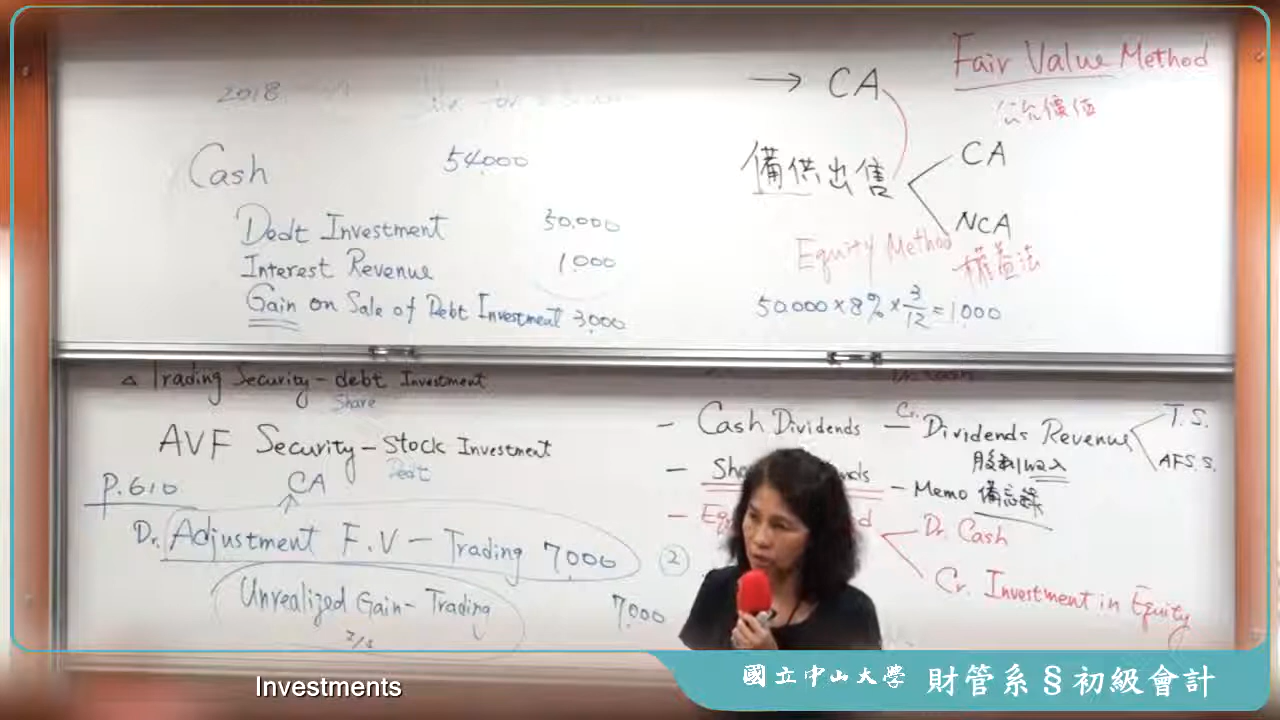 2018
Cash 54,000
Dedt Investment 50,000
Interest Revenue 1,000
Gain on Sale of Debt Investment 3,000
→ CA
Fair Value Method
公允價值
備供出售
CA
NCA
Equity Method
權益法
50,000 × 8% × 3/12 = 1,000
△ Trading Security - debt Investment
Share
AVF Security - Stock Investment
Debt
P.610
CA
Dr. Adjustment F.V - Trading 7,000
Unrealized Gain - Trading 7,000
②
- Cash Dividends
Cr. Dividends Revenue
T.S.
AFS.S.
股利收入
- Memo 備忘錄
Dr. Cash
Cr. Investment in Equity
Investments
國立中山大學 財管系§初級會計